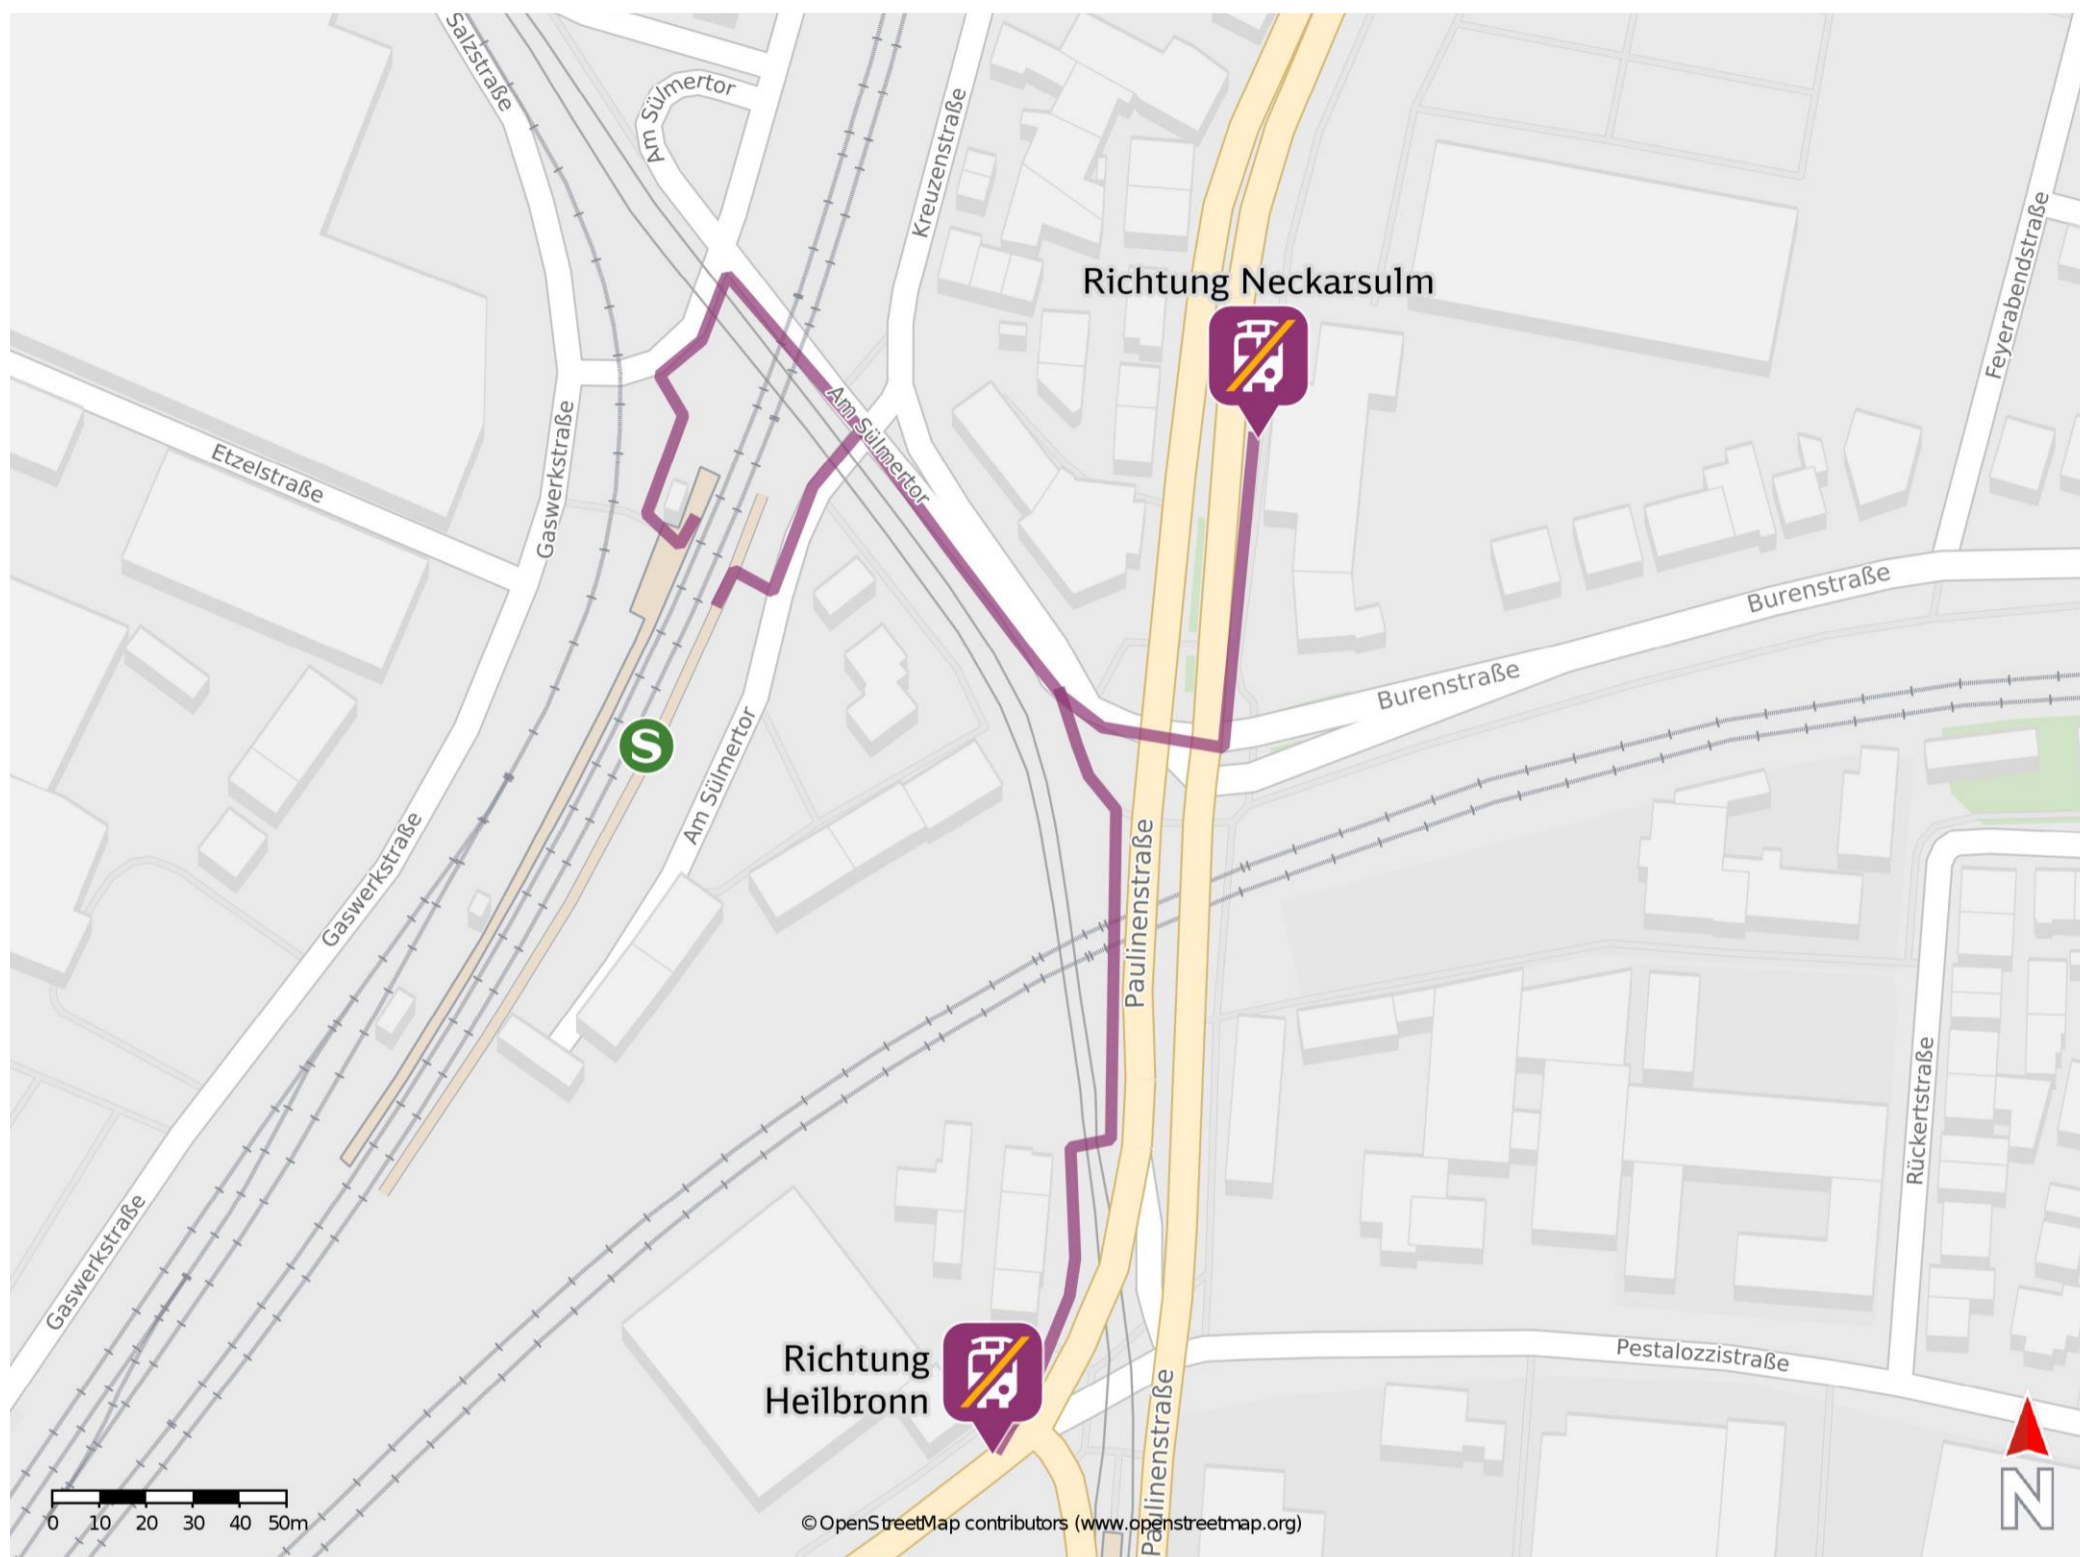 Salzstraße
Am Sülmertor
Kreuzenstraße
Richtung Neckarsulm
Feyerabendstraße
Etzelstraße
Gaswerkstraße
Am Sülmertor
Burenstraße
Burenstraße
S
Am Sülmertor
Gaswerkstraße
Paulinenstraße
Rückertstraße
Gaswerkstraße
Richtung
Heilbronn
Pestalozzistraße
Paulinenstraße
N
0 10 20 30 40 50m
© OpenStreetMap contributors (www.openstreetmap.org)